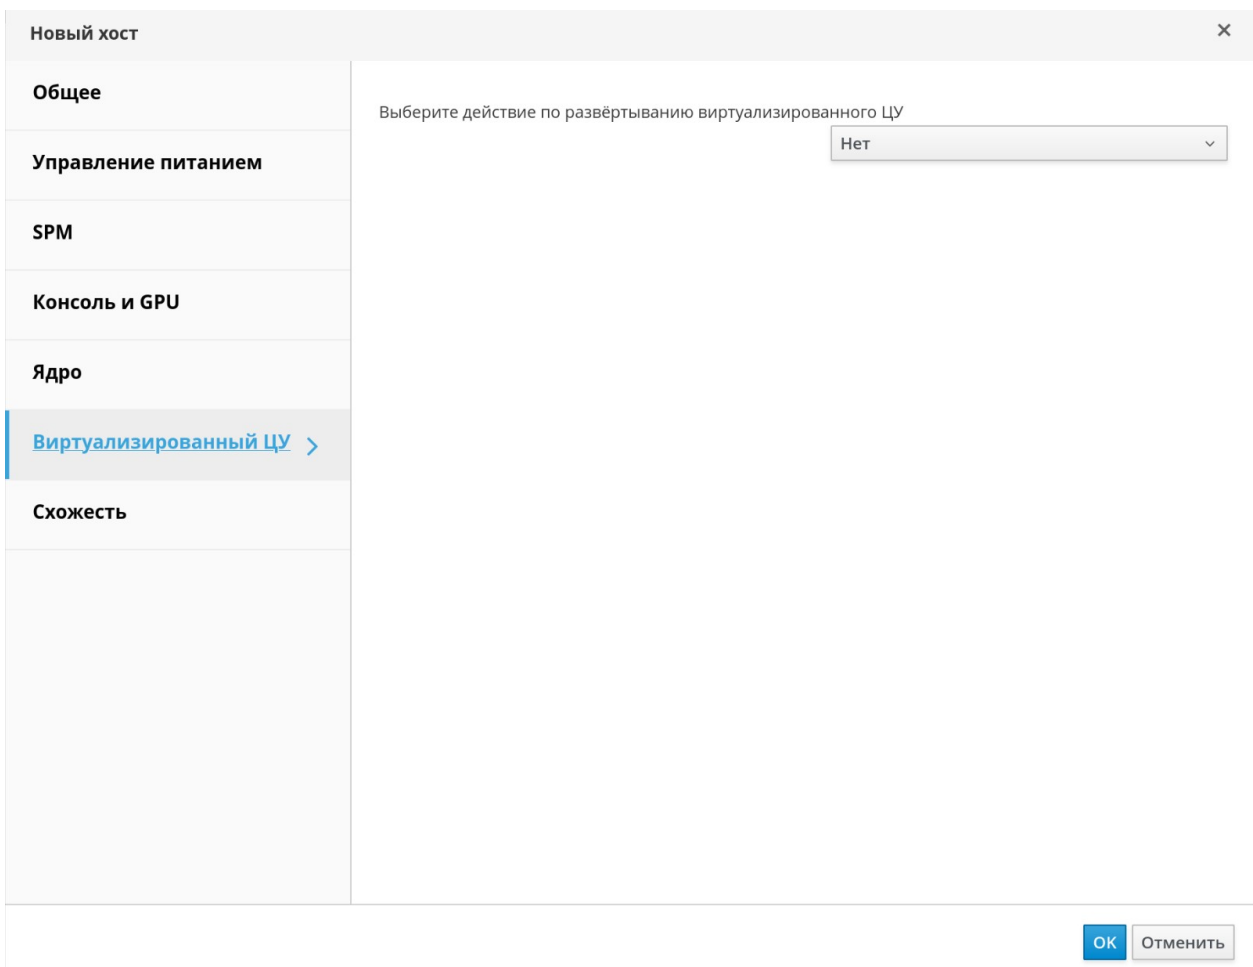 Новый хост
Общее
Выберите действие по развёртыванию виртуализированного ЦУ
Нет
Управление питанием
SPM
Консоль и GPU
Ядро
Виртуализированный ЦУ
Схожесть
OK
Отменить